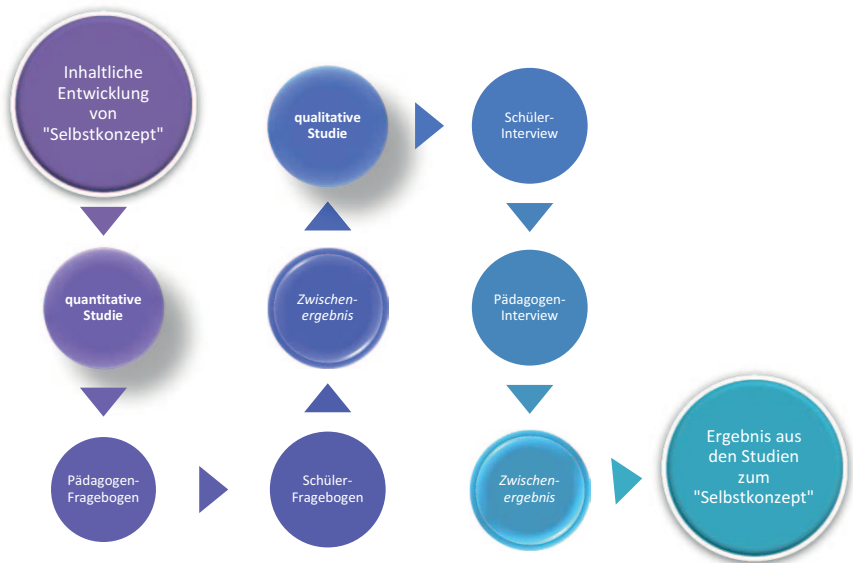 Inhaltliche
Entwicklung
von
"Selbstkonzept"
quantitative
Studie
Pädagogen-
Fragebogen
Schüler-
Fragebogen
Zwischen-
ergebnis
qualitative
Studie
Schüler-
Interview
Pädagogen-
Interview
Zwischen-
ergebnis
Ergebnis aus
den Studien
zum
"Selbstkonzept"